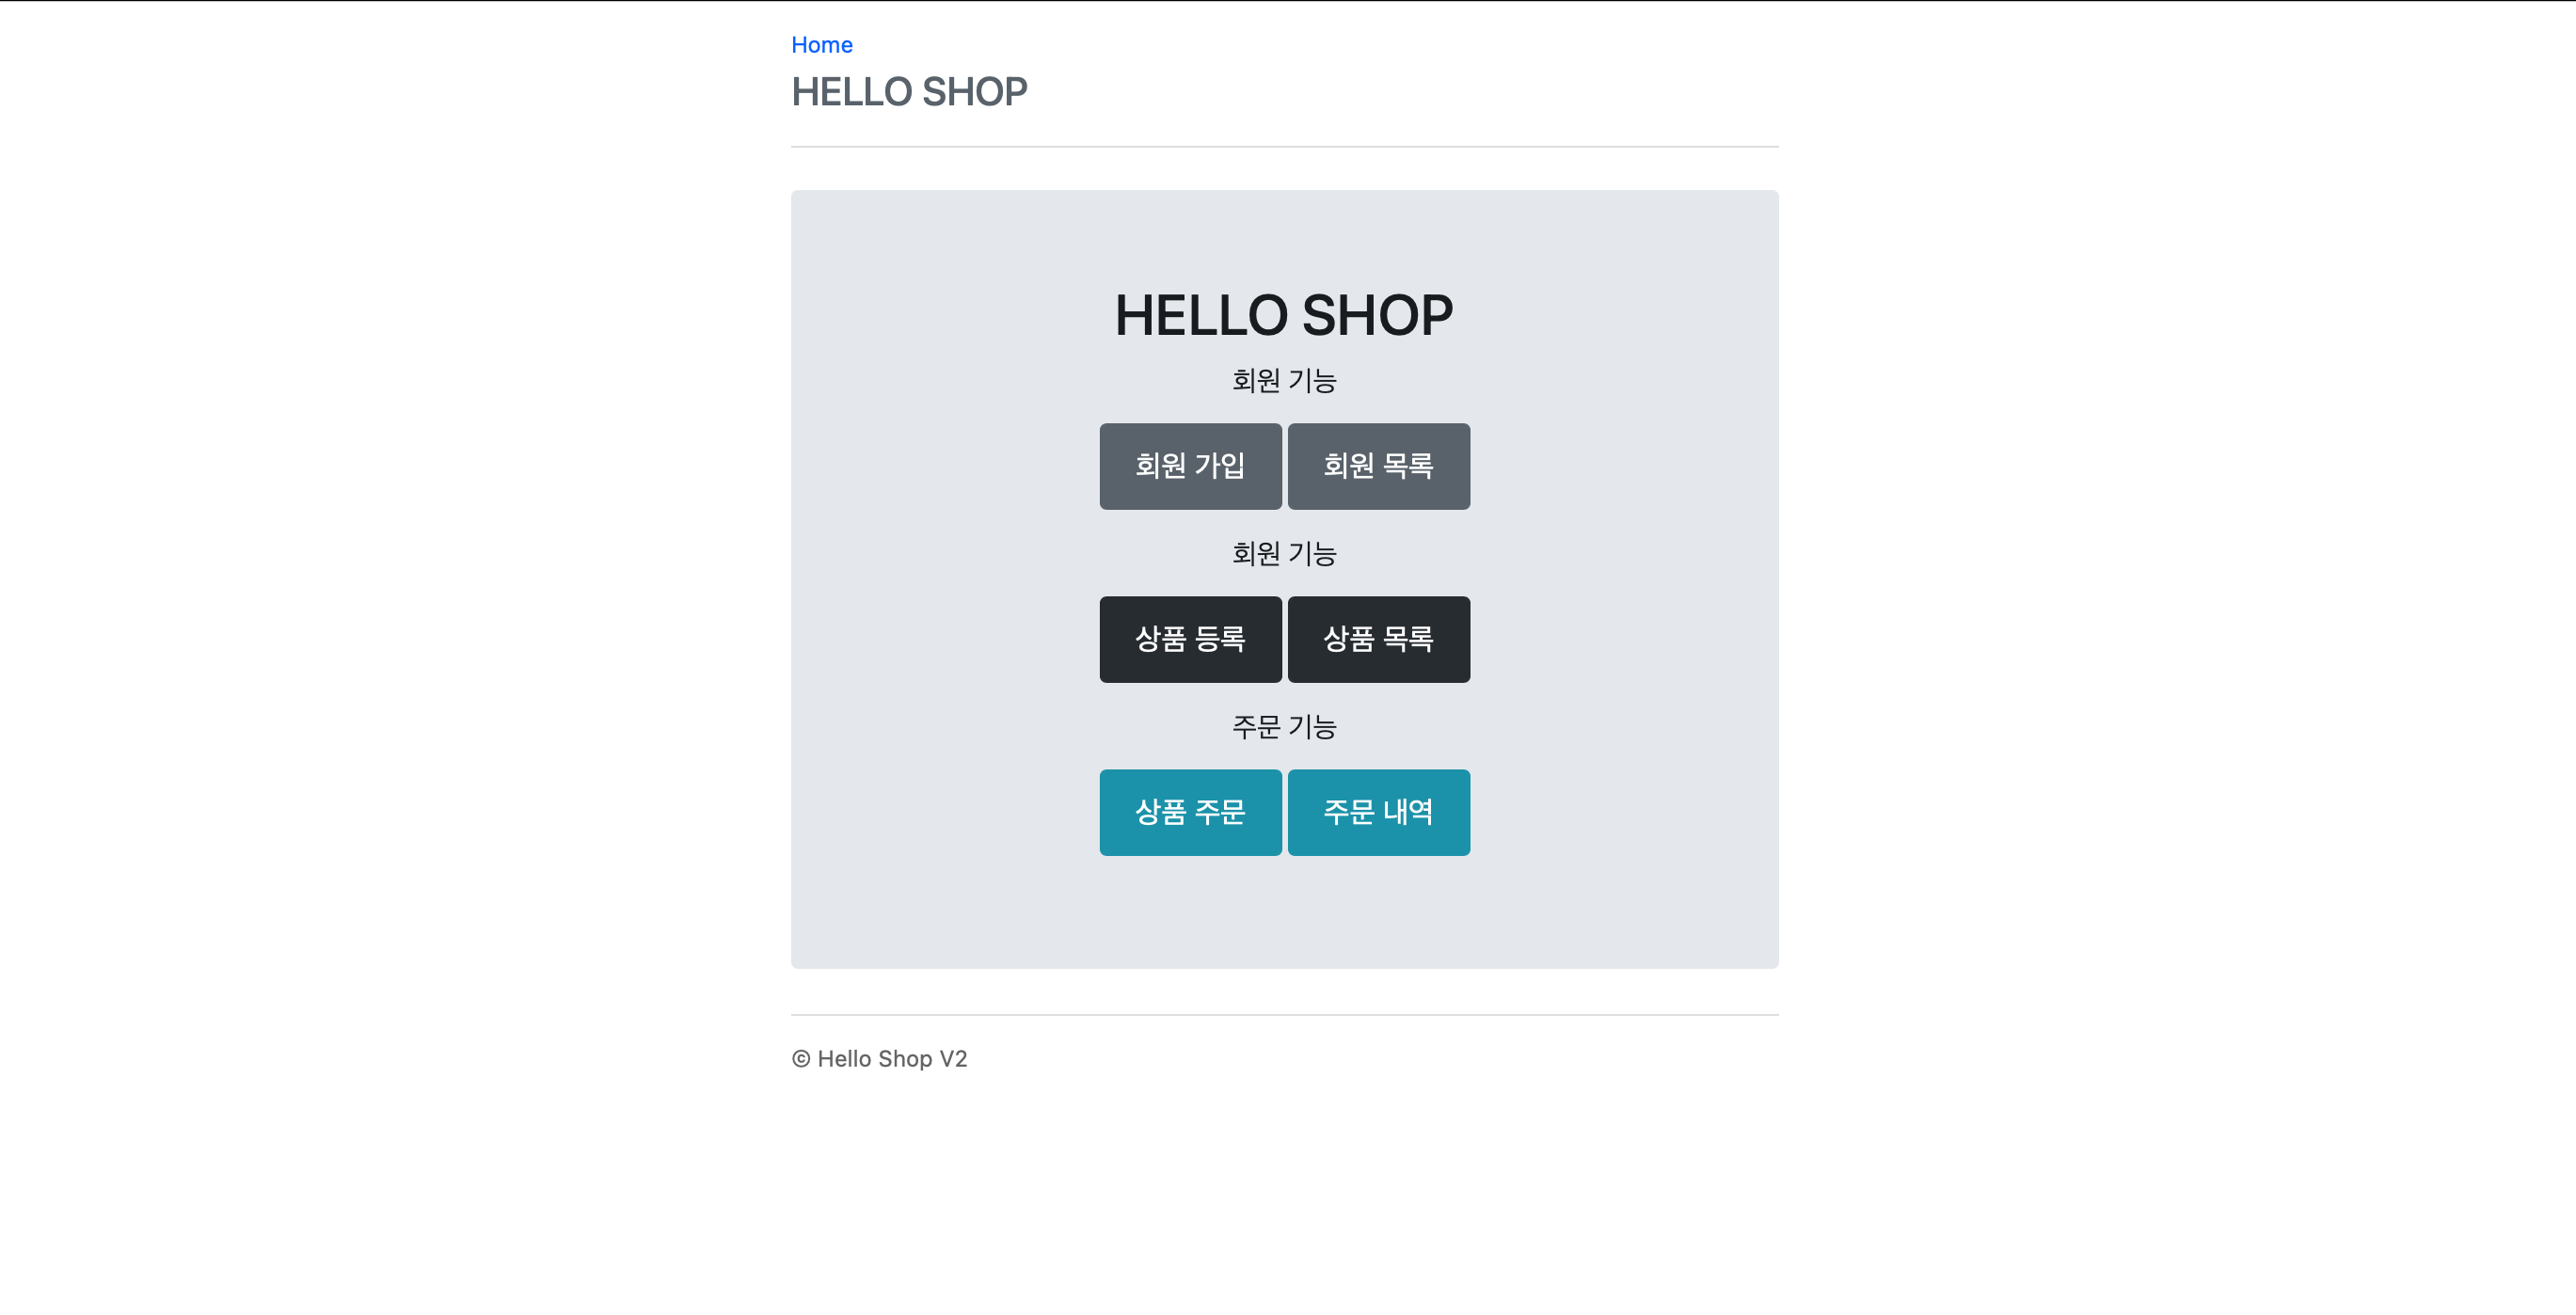 Home
HELLO SHOP
HELLO SHOP
회원 기능
회원 가입 회원 목록
회원 기능
상품 등록 상품 목록
주문 기능
상품 주문 주문 내역
© Hello Shop V2